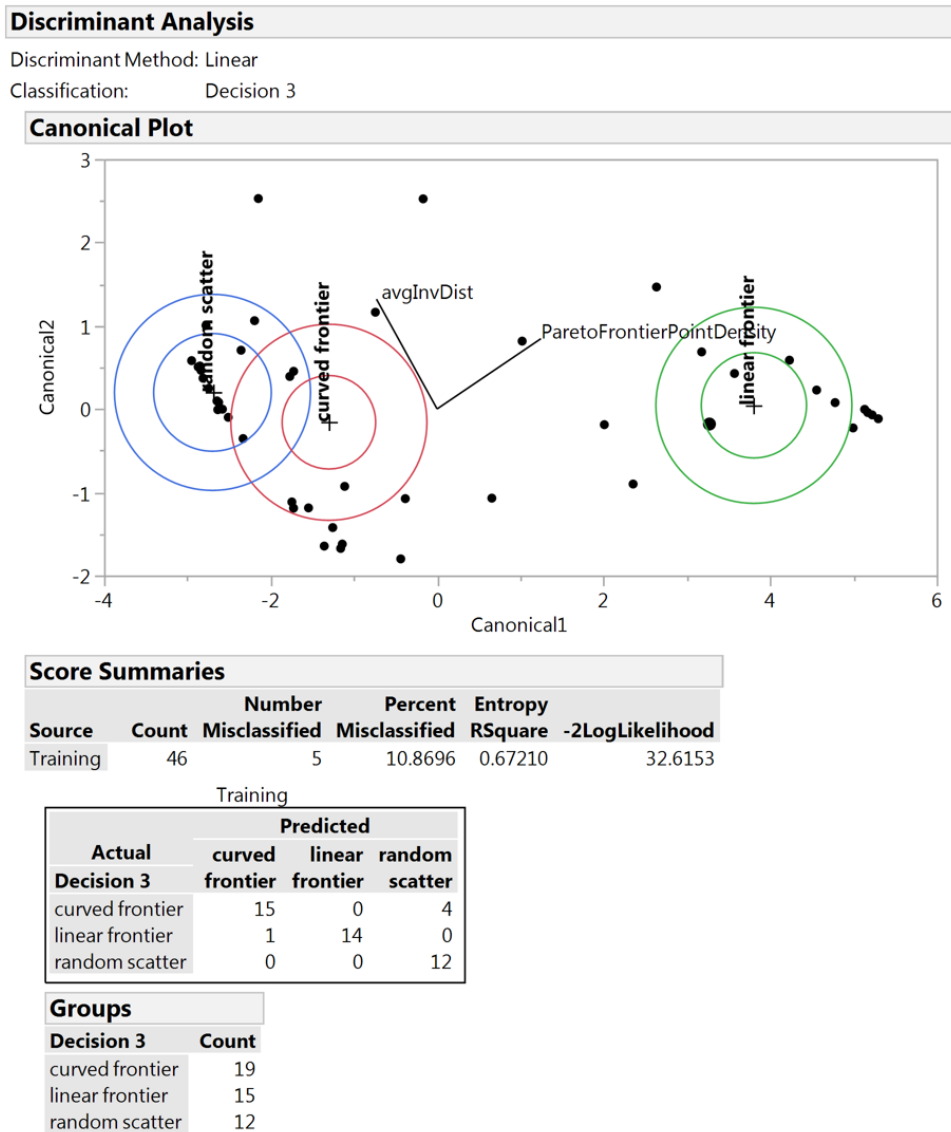 Discriminant Analysis
Discriminant Method: Linear
Classification: Decision 3
Canonical Plot
3
2
1
0
-1
-2
Canonical2
random scatter
curved frontier
linear frontier
avgInvDist
ParetoFrontierPointDensity
-4 -2 0 2 4 6
Canonical1
Score Summaries
Number Percent Entropy
Source Count Misclassified Misclassified RSquare -2LogLikelihood
Training 46 5 10.8696 0.67210 32.6153
Training
Predicted
Actual curved linear random
Decision 3 frontier frontier scatter
curved frontier 15 0 4
linear frontier 1 14 0
random scatter 0 0 12
Groups
Decision 3 Count
curved frontier 19
linear frontier 15
random scatter 12